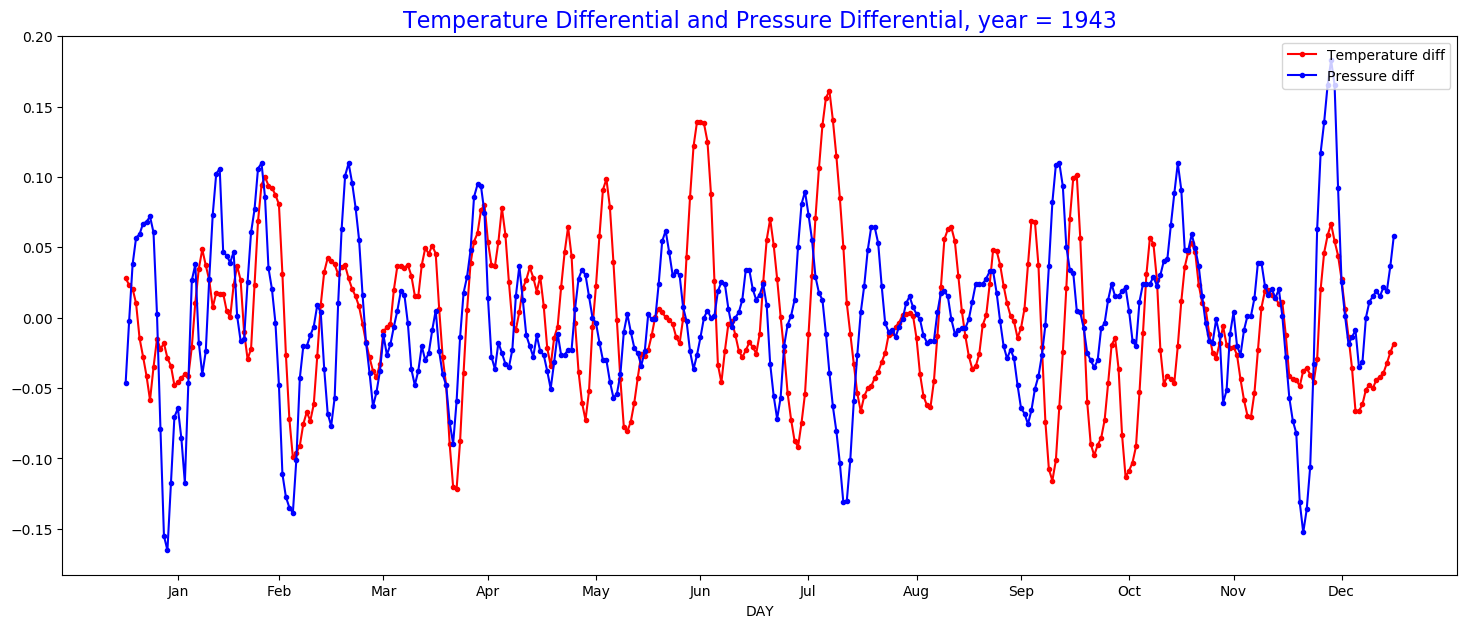 Temperature Differential and Pressure Differential, year = 1943
0.20
0.15
0.10
0.05
0.00
−0.05
−0.10
−0.15
Temperature diff
Pressure diff
Jan Feb Mar Apr May Jun Jul Aug Sep Oct Nov Dec
DAY